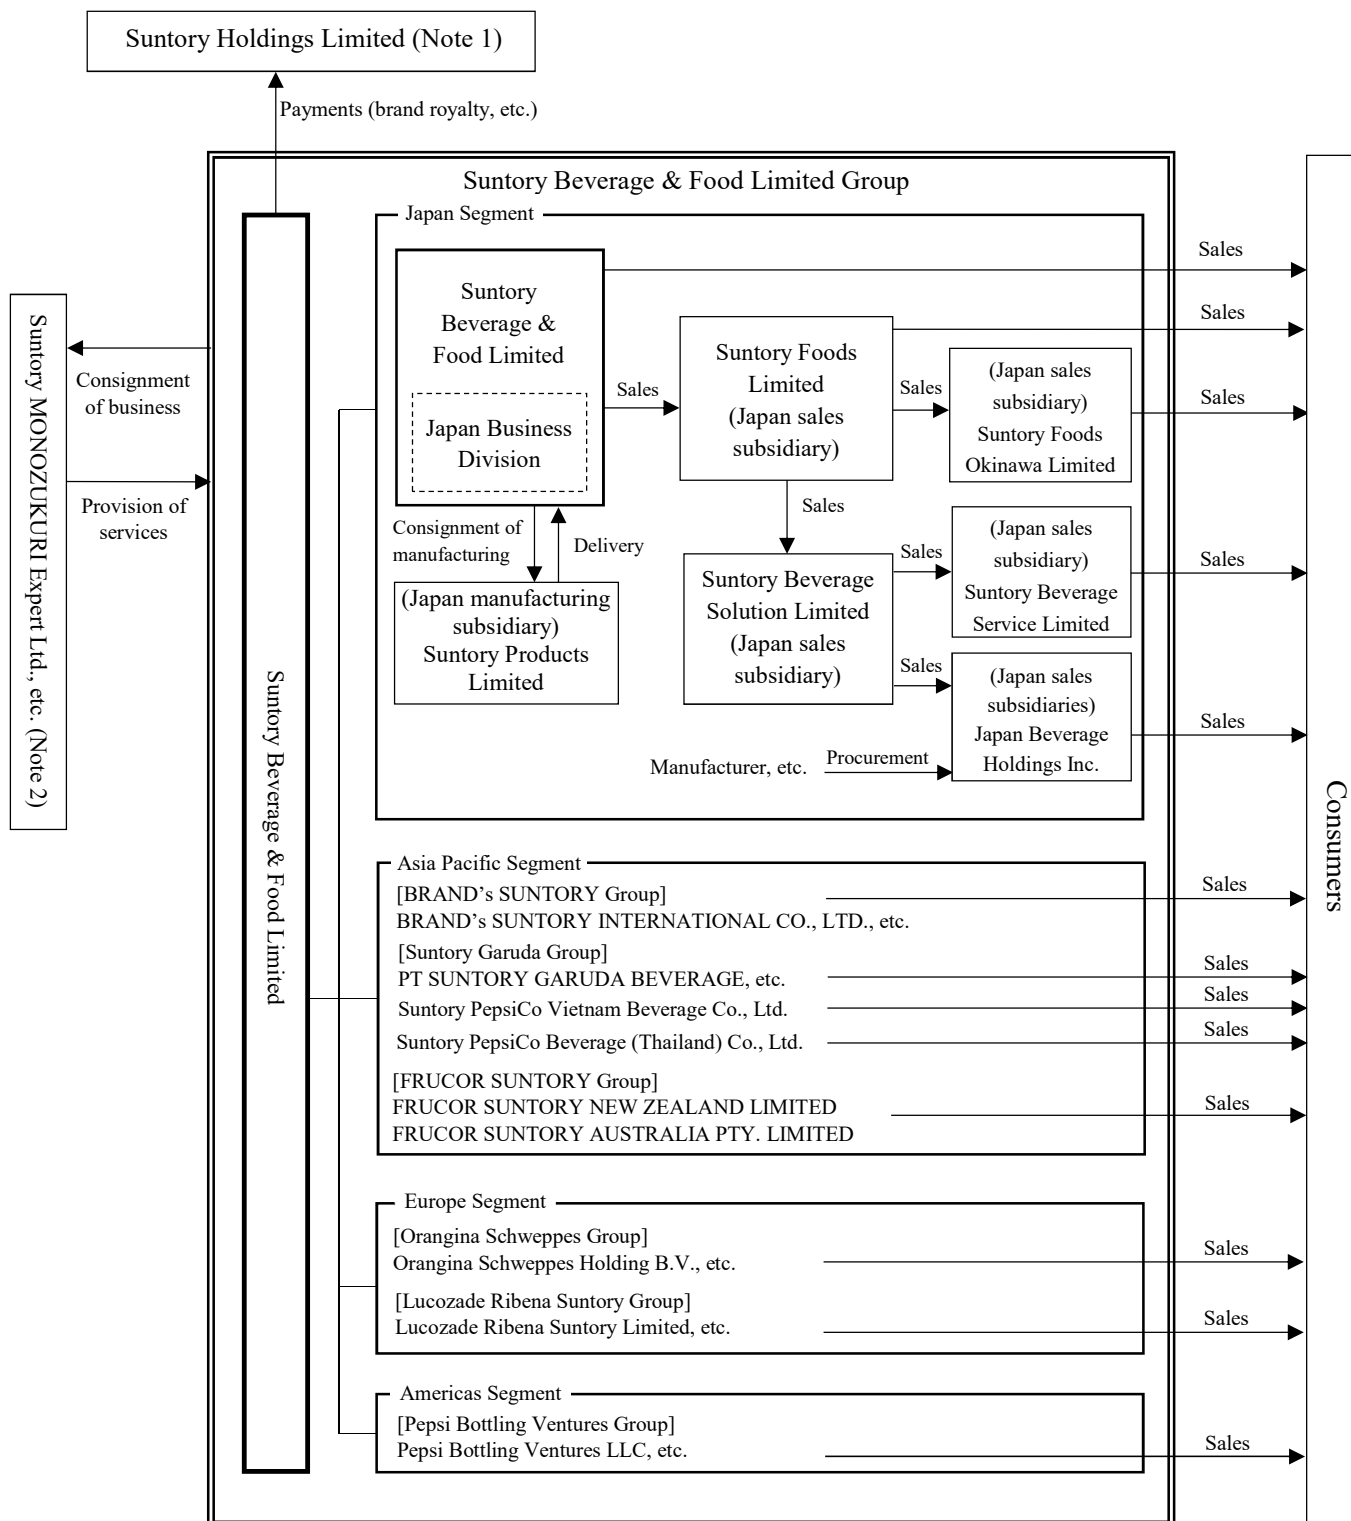 Suntory Holdings Limited (Note 1)
Payments (brand royalty, etc.)
Suntory Beverage & Food Limited Group
Suntory MONOZUKURI Expert Ltd., etc. (Note 2)
Consignment
of business
Provision of
services
Suntory Beverage & Food Limited
Japan Segment
Suntory
Beverage &
Food Limited
Japan Business
Division
Consignment of
manufacturing
Delivery
(Japan manufacturing
subsidiary)
Suntory Products
Limited
Sales
Suntory Foods
Limited
(Japan sales
subsidiary)
Sales
Sales
(Japan sales
subsidiary)
Suntory Foods
Okinawa Limited
Suntory Beverage
Solution Limited
(Japan sales
subsidiary)
Sales
(Japan sales
subsidiary)
Suntory Beverage
Service Limited
Sales
(Japan sales
subsidiaries)
Japan Beverage
Holdings Inc.
Manufacturer, etc.
Procurement
Sales
Sales
Sales
Sales
Sales
Asia Pacific Segment
[BRAND's SUNTORY Group]
BRAND's SUNTORY INTERNATIONAL CO., LTD., etc.
Sales
[Suntory Garuda Group]
PT SUNTORY GARUDA BEVERAGE, etc.
Sales
Suntory PepsiCo Vietnam Beverage Co., Ltd.
Sales
Suntory PepsiCo Beverage (Thailand) Co., Ltd.
Sales
[FRUCOR SUNTORY Group]
FRUCOR SUNTORY NEW ZEALAND LIMITED
FRUCOR SUNTORY AUSTRALIA PTY. LIMITED
Sales
Europe Segment
[Orangina Schweppes Group]
Orangina Schweppes Holding B.V., etc.
Sales
[Lucozade Ribena Suntory Group]
Lucozade Ribena Suntory Limited, etc.
Sales
Americas Segment
[Pepsi Bottling Ventures Group]
Pepsi Bottling Ventures LLC, etc.
Sales
Consumers